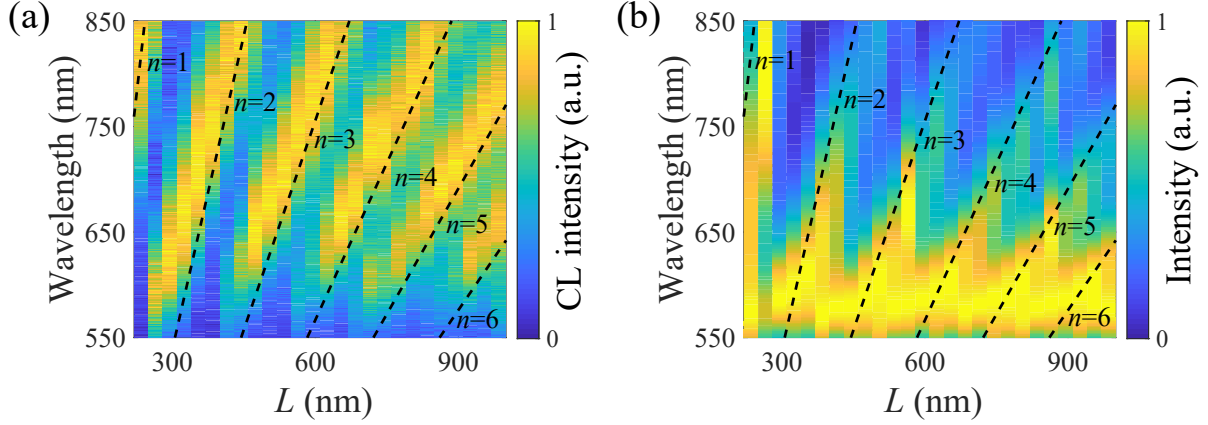 (a)
Wavelength (nm)
850
750
650
550
n=1
n=2
n=3
n=4
n=5
n=6
300
600
900
L (nm)
1
0
CL intensity (a.u.)
(b)
Wavelength (nm)
850
750
650
550
n=1
n=2
n=3
n=4
n=5
n=6
300
600
900
L (nm)
1
0
Intensity (a.u.)